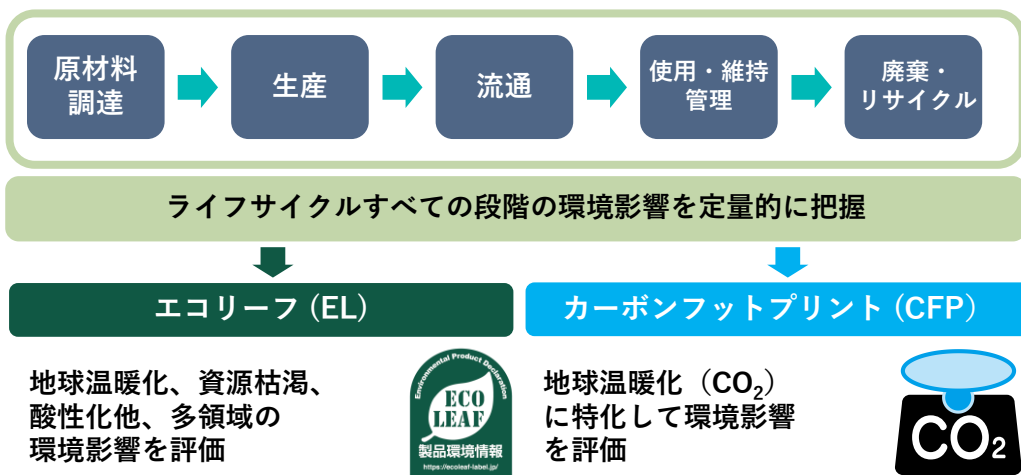 原材料
調達
生産
流通
使用・維持
管理
廃棄・
リサイクル
ライフサイクルすべての段階の環境影響を定量的に把握
エコリーフ (EL)
カーボンフットプリント (CFP)
地球温暖化、資源枯渇、
酸性化他、多領域の
環境影響を評価
Environmental Product Declaration
ECO
LEAF
製品環境情報
https://ecoleaf-label.jp/
地球温暖化（CO₂）
に特化して環境影響
を評価
CO₂